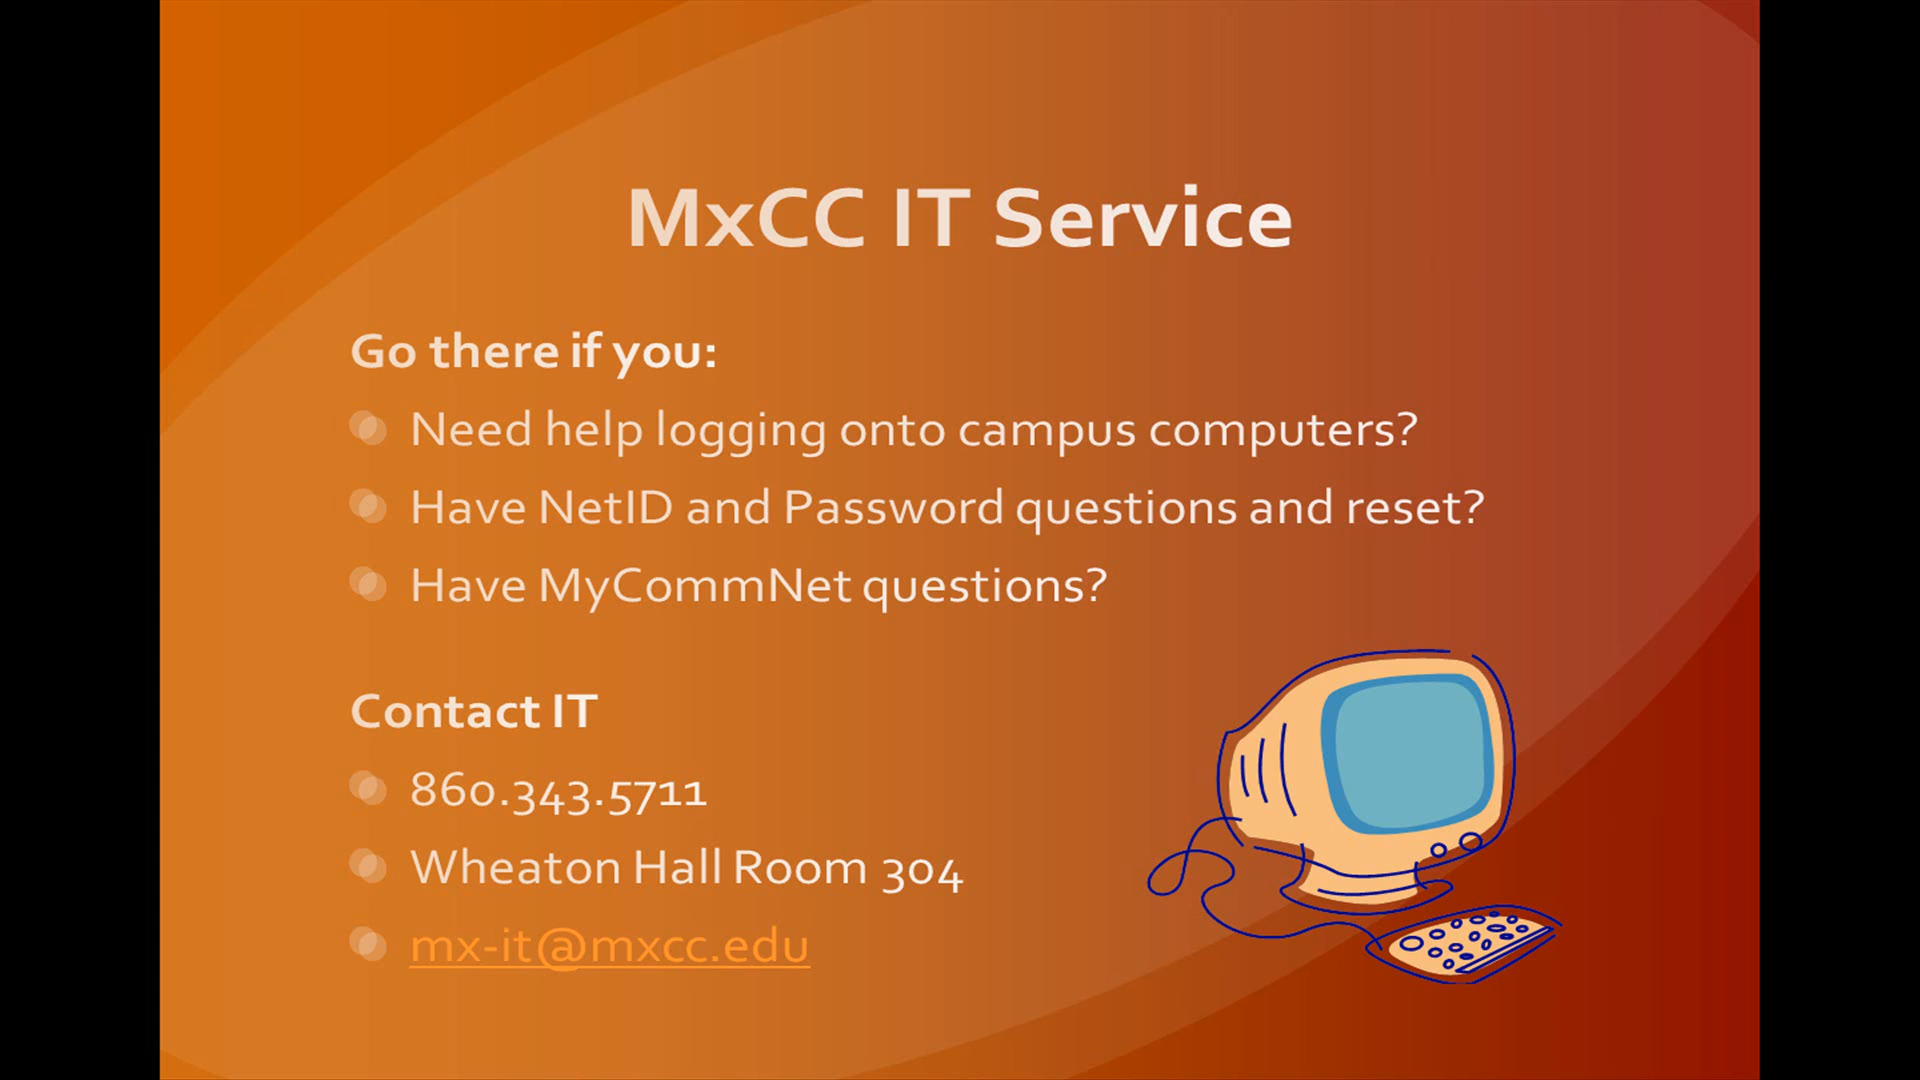 MxCC IT Service
Go there if you:
Need help logging onto campus computers?
Have NetID and Password questions and reset?
Have MyCommNet questions?
Contact IT
860.343.5711
Wheaton Hall Room 304
mx-it@mxcc.edu